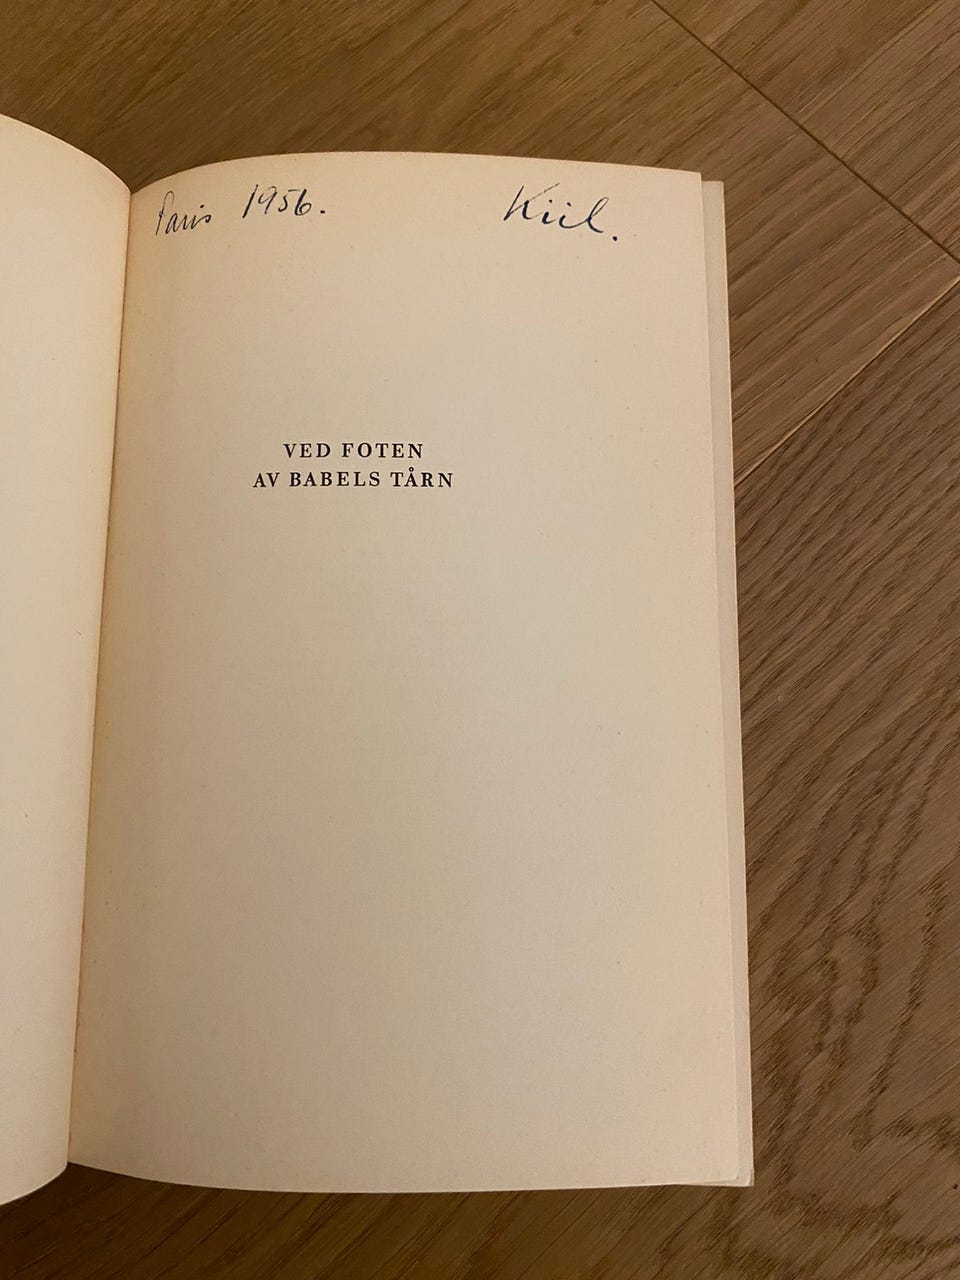 Paris 1956. Kiil.
VED FOTEN
AV BABELS TÅRN